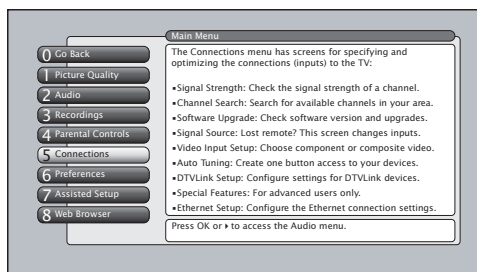 Main Menu
0 Go Back
1 Picture Quality
2 Audio
3 Recordings
4 Parental Controls
5 Connections
6 Preferences
7 Assisted Setup
8 Web Browser
The Connections menu has screens for specifying and
optimizing the connections (inputs) to the TV:
▪Signal Strength: Check the signal strength of a channel.
▪Channel Search: Search for available channels in your area.
▪Software Upgrade: Check software version and upgrades.
▪Signal Source: Lost remote? This screen changes inputs.
▪Video Input Setup: Choose component or composite video.
▪Auto Tuning: Create one button access to your devices.
▪DTVLink Setup: Configure settings for DTVLink devices.
▪Special Features: For advanced users only.
▪Ethernet Setup: Configure the Ethernet connection settings.
Press OK or ▸ to access the Audio menu.